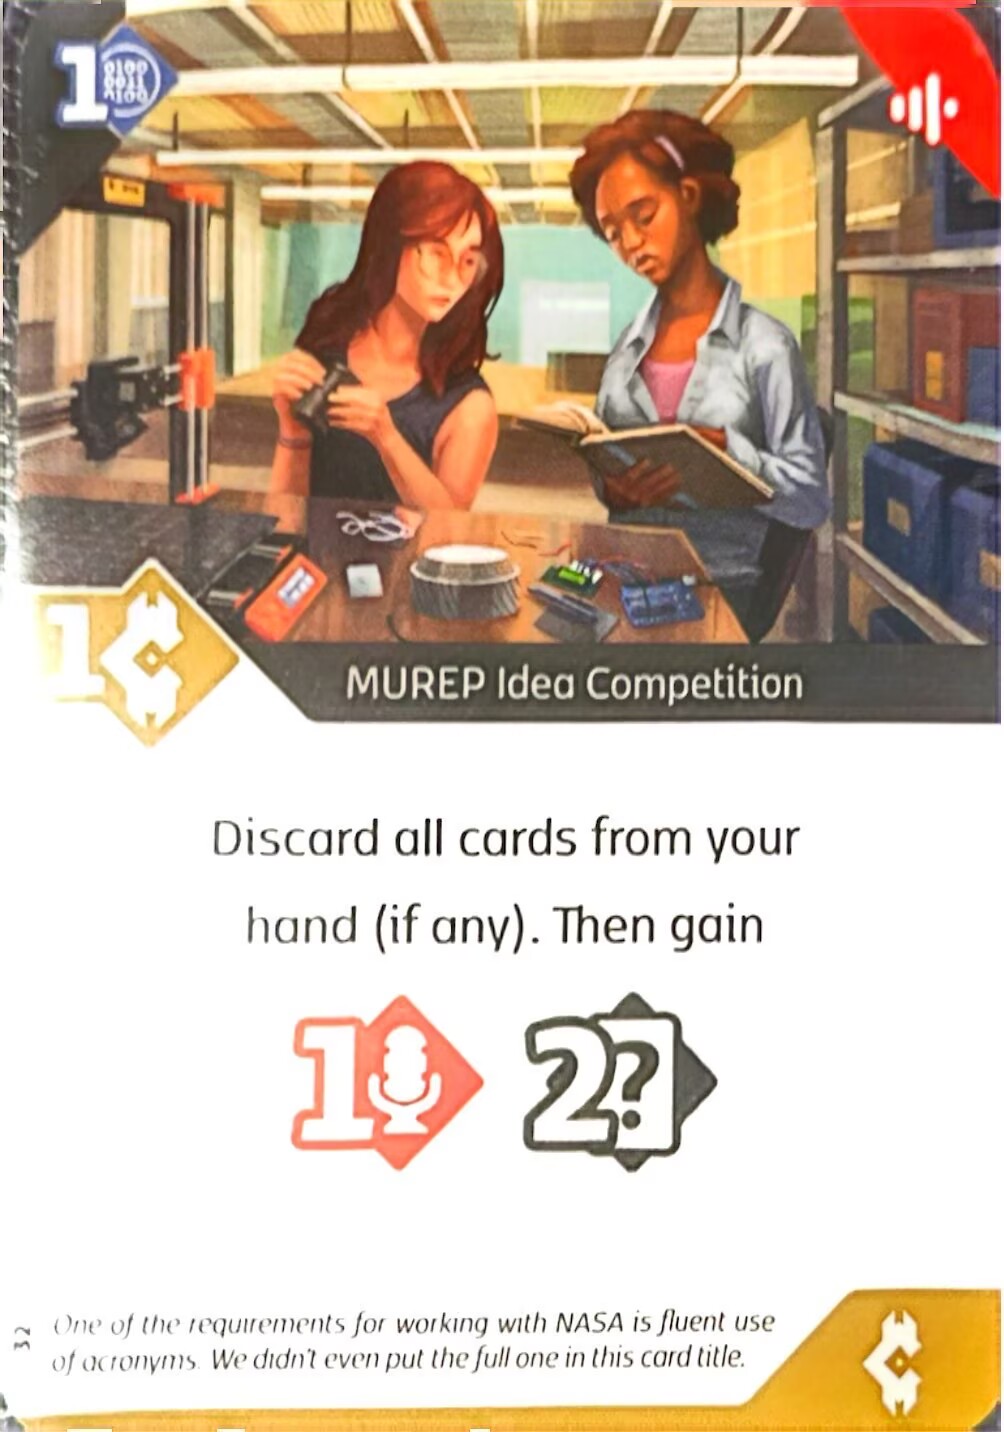 1
1
MUREP Idea Competition
Discard all cards from your
hand (if any). Then gain
1 2?
One of the requirements for working with NASA is fluent use
of acronyms. We didn't even put the full one in this card title.
32